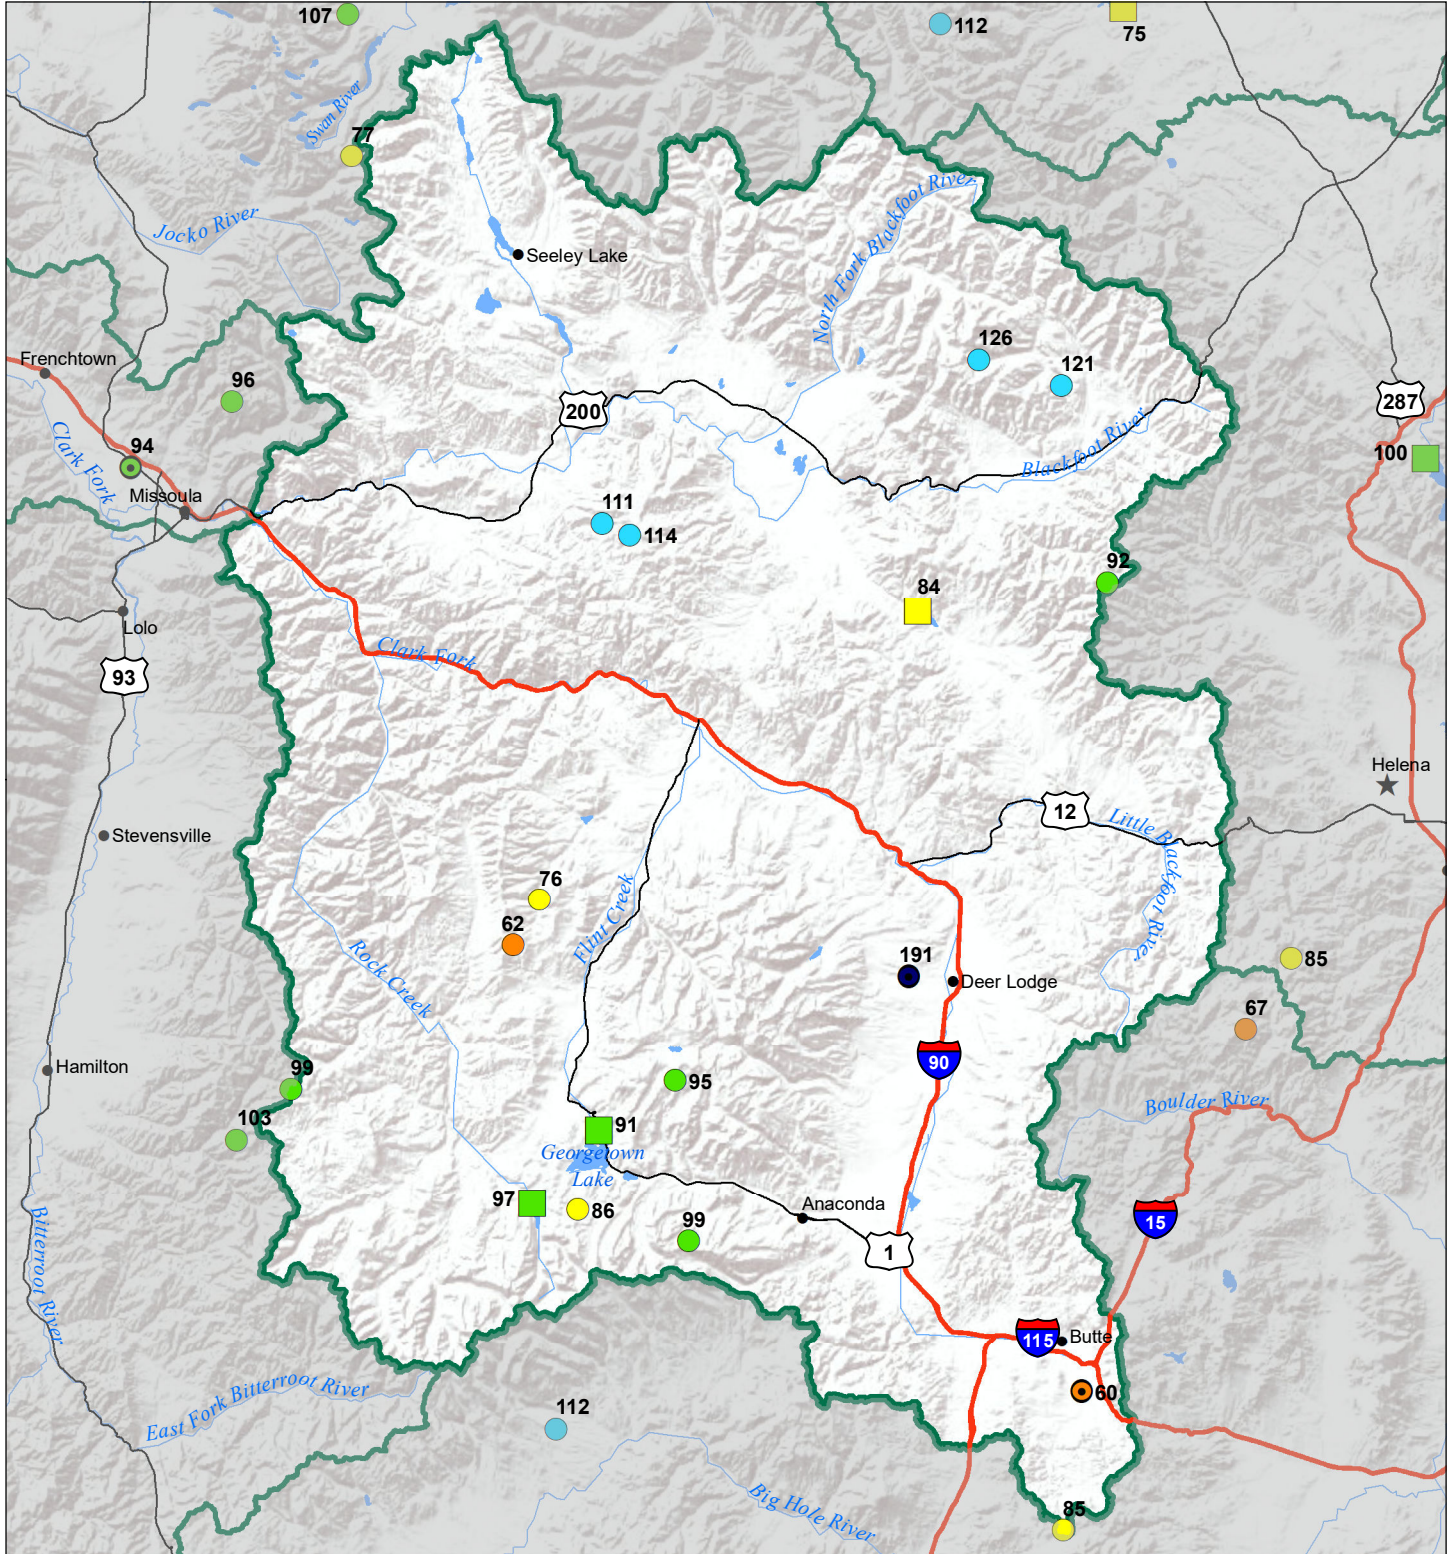 107
112
75
Swan River
77
Jocko River
North Fork Blackfoot River
Seeley Lake
Frenchtown
126
121
96
200
287
Blackfoot River
94
Clark Fork
100
Missoula
111
114
92
84
Lolo
Clark Fork
93
Helena
12
Little Blackfoot River
Stevensville
76
Flint Creek
62
Rock Creek
191
Deer Lodge
85
67
90
Hamilton
99
95
Boulder River
103
91
Georgetown
Lake
97
86
99
Anaconda
15
1
Bitterroot River
115
Butte
60
East Fork Bitterroot River
112
Big Hole River
85